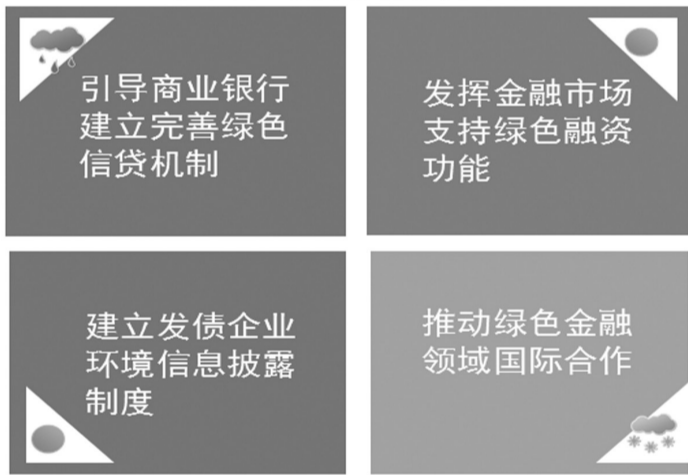 引导商业银行
建立完善绿色
信贷机制
发挥金融市场
支持绿色融资
功能
建立发债企业
环境信息披露
制度
推动绿色金融
领域国际合作